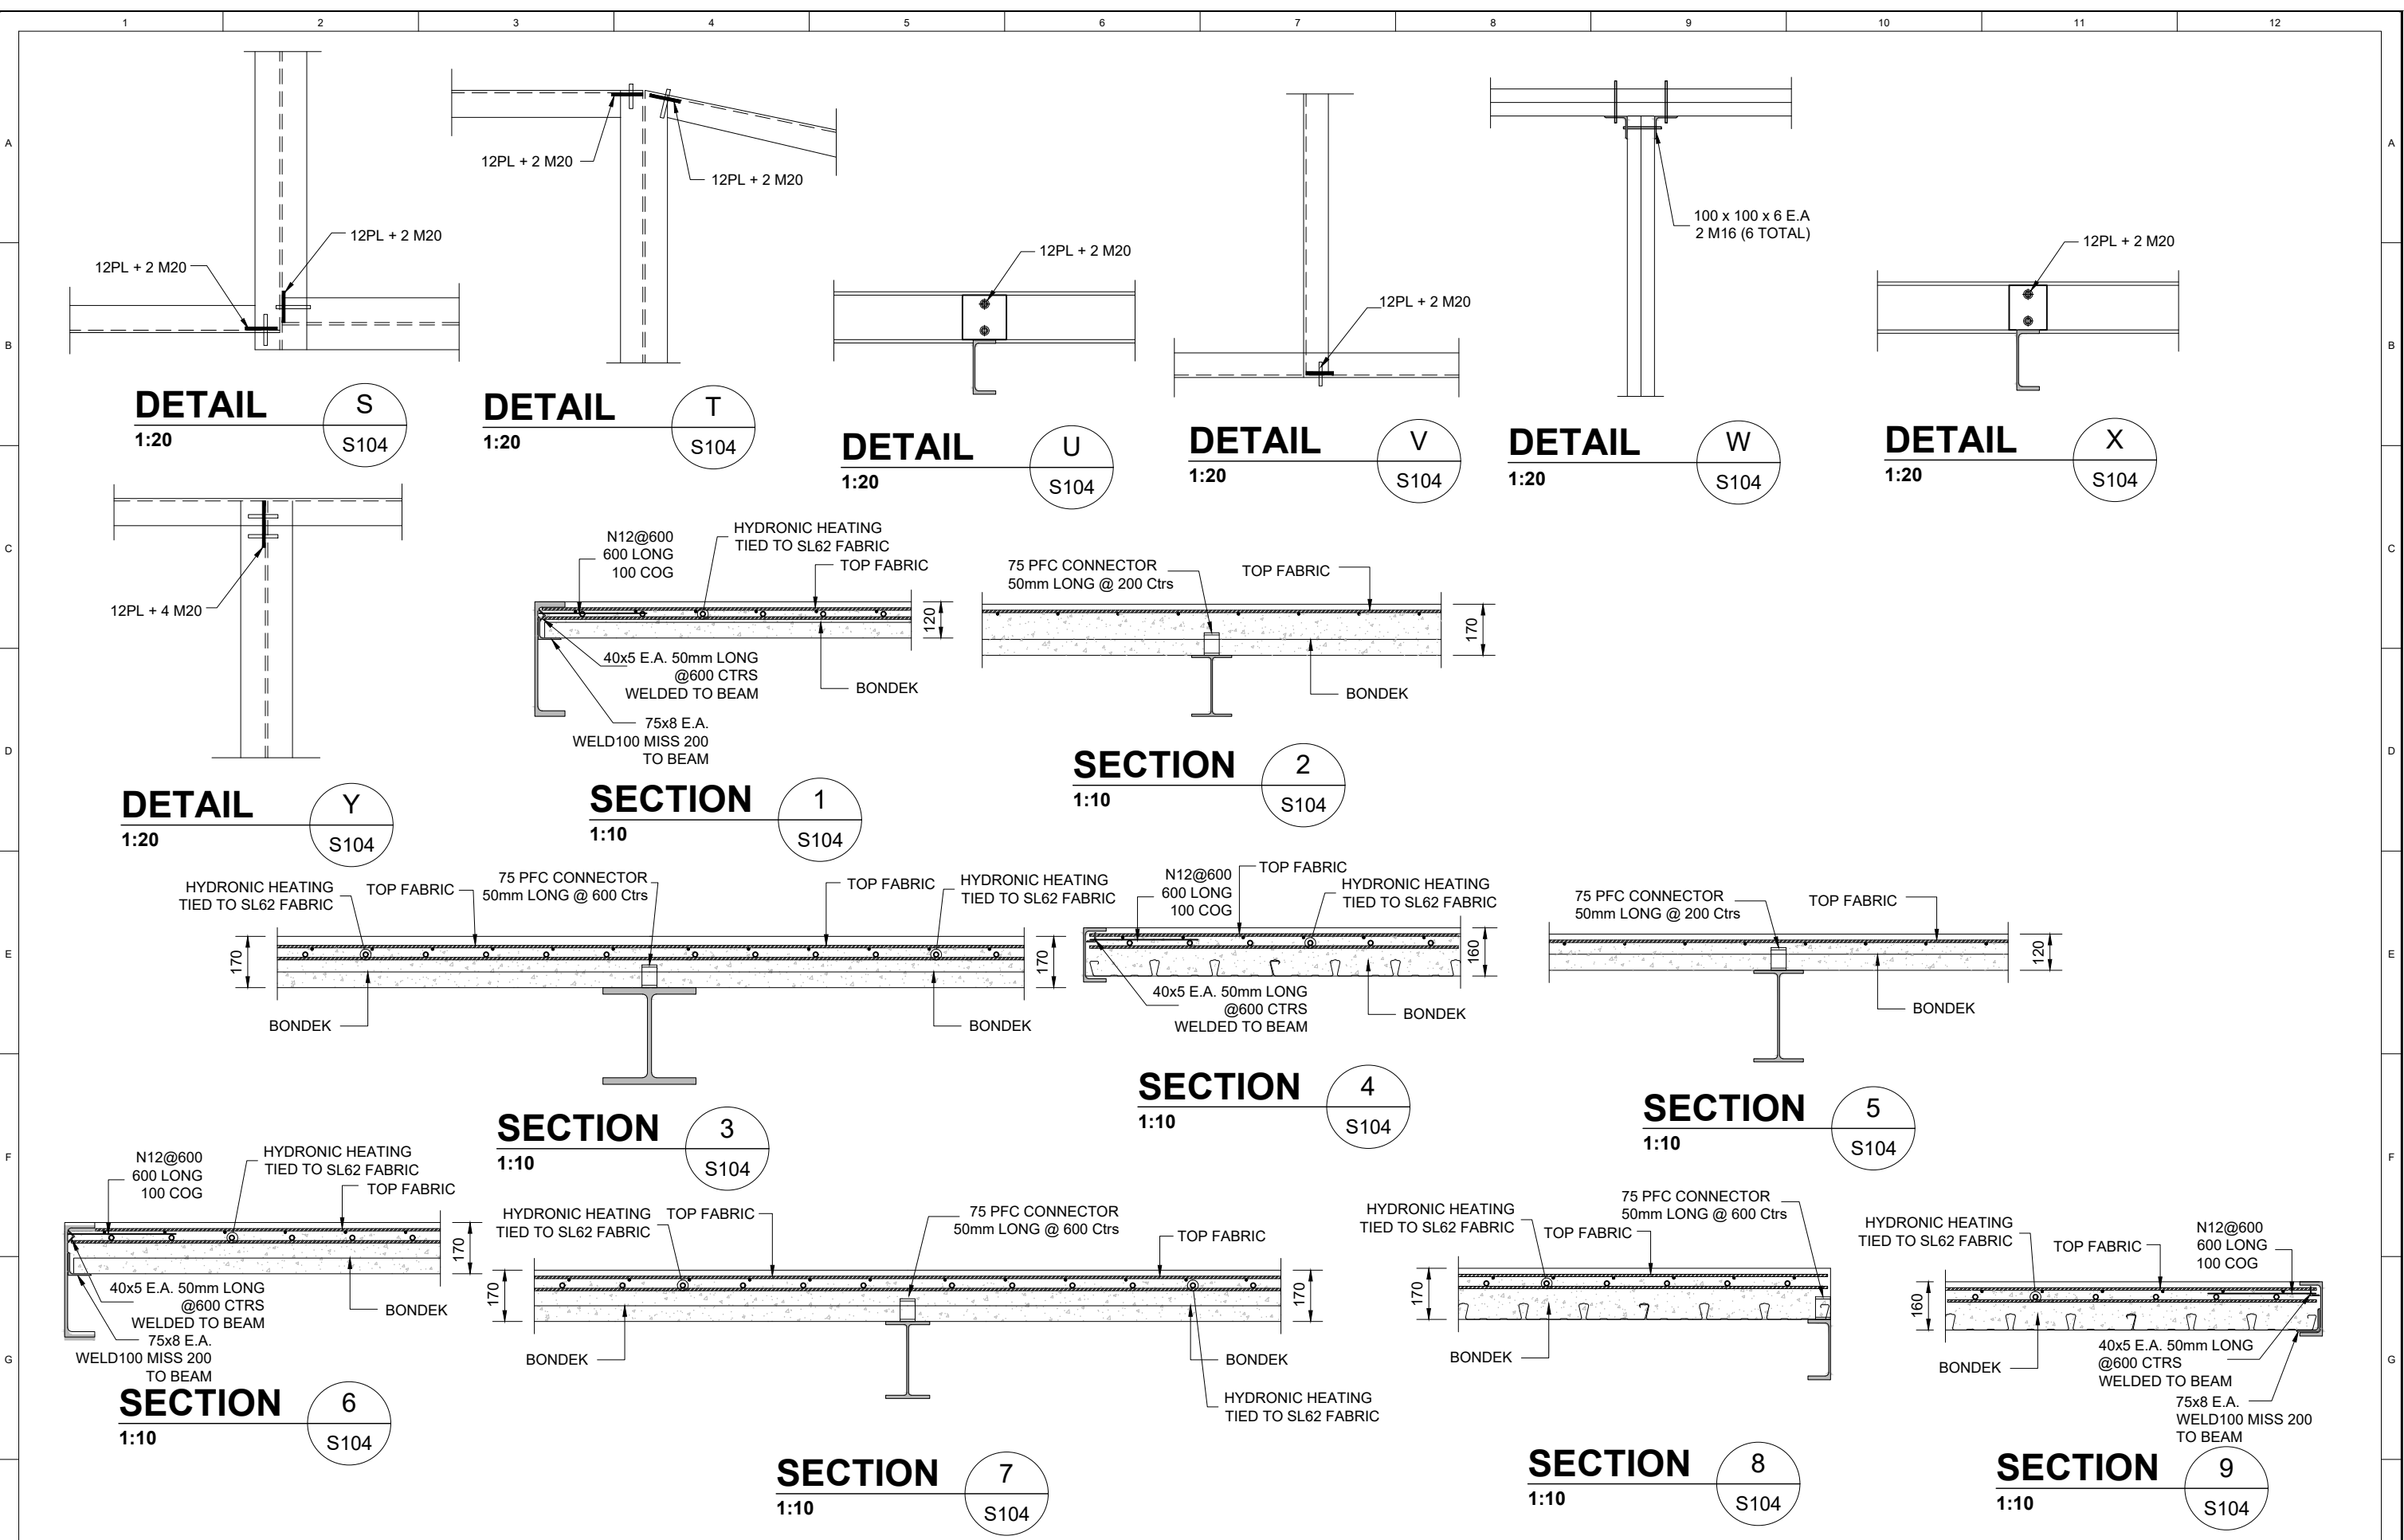 1 2 3 4 5 6 7 8 9 10 11 12
A
B
C
D
E
F
G
A
B
C
D
E
F
G
12PL + 2 M20
12PL + 2 M20
DETAIL
1:20
S
S104
12PL + 2 M20
12PL + 2 M20
DETAIL
1:20
T
S104
12PL + 2 M20
DETAIL
1:20
U
S104
12PL + 2 M20
DETAIL
1:20
V
S104
100 x 100 x 6 E.A
2 M16 (6 TOTAL)
DETAIL
1:20
W
S104
12PL + 2 M20
DETAIL
1:20
X
S104
12PL + 4 M20
DETAIL
1:20
Y
S104
N12@600
600 LONG
100 COG
HYDRONIC HEATING
TIED TO SL62 FABRIC
TOP FABRIC
120
40x5 E.A. 50mm LONG
@600 CTRS
WELDED TO BEAM
BONDEK
75x8 E.A.
WELD100 MISS 200
TO BEAM
SECTION
1:10
1
S104
75 PFC CONNECTOR
50mm LONG @ 200 Ctrs
TOP FABRIC
170
BONDEK
SECTION
1:10
2
S104
HYDRONIC HEATING
TIED TO SL62 FABRIC
TOP FABRIC
75 PFC CONNECTOR
50mm LONG @ 600 Ctrs
TOP FABRIC
HYDRONIC HEATING
TIED TO SL62 FABRIC
170
170
BONDEK
BONDEK
SECTION
1:10
3
S104
N12@600
600 LONG
100 COG
TOP FABRIC
HYDRONIC HEATING
TIED TO SL62 FABRIC
160
40x5 E.A. 50mm LONG
@600 CTRS
WELDED TO BEAM
BONDEK
SECTION
1:10
4
S104
75 PFC CONNECTOR
50mm LONG @ 200 Ctrs
TOP FABRIC
120
BONDEK
SECTION
1:10
5
S104
N12@600
600 LONG
100 COG
HYDRONIC HEATING
TIED TO SL62 FABRIC
TOP FABRIC
170
40x5 E.A. 50mm LONG
@600 CTRS
WELDED TO BEAM
BONDEK
75x8 E.A.
WELD100 MISS 200
TO BEAM
SECTION
1:10
6
S104
HYDRONIC HEATING
TIED TO SL62 FABRIC
TOP FABRIC
75 PFC CONNECTOR
50mm LONG @ 600 Ctrs
TOP FABRIC
170
170
BONDEK
BONDEK
HYDRONIC HEATING
TIED TO SL62 FABRIC
SECTION
1:10
7
S104
HYDRONIC HEATING
TIED TO SL62 FABRIC
TOP FABRIC
75 PFC CONNECTOR
50mm LONG @ 600 Ctrs
170
BONDEK
SECTION
1:10
8
S104
HYDRONIC HEATING
TIED TO SL62 FABRIC
TOP FABRIC
N12@600
600 LONG
100 COG
160
BONDEK
40x5 E.A. 50mm LONG
@600 CTRS
WELDED TO BEAM
75x8 E.A.
WELD100 MISS 200
TO BEAM
SECTION
1:10
9
S104